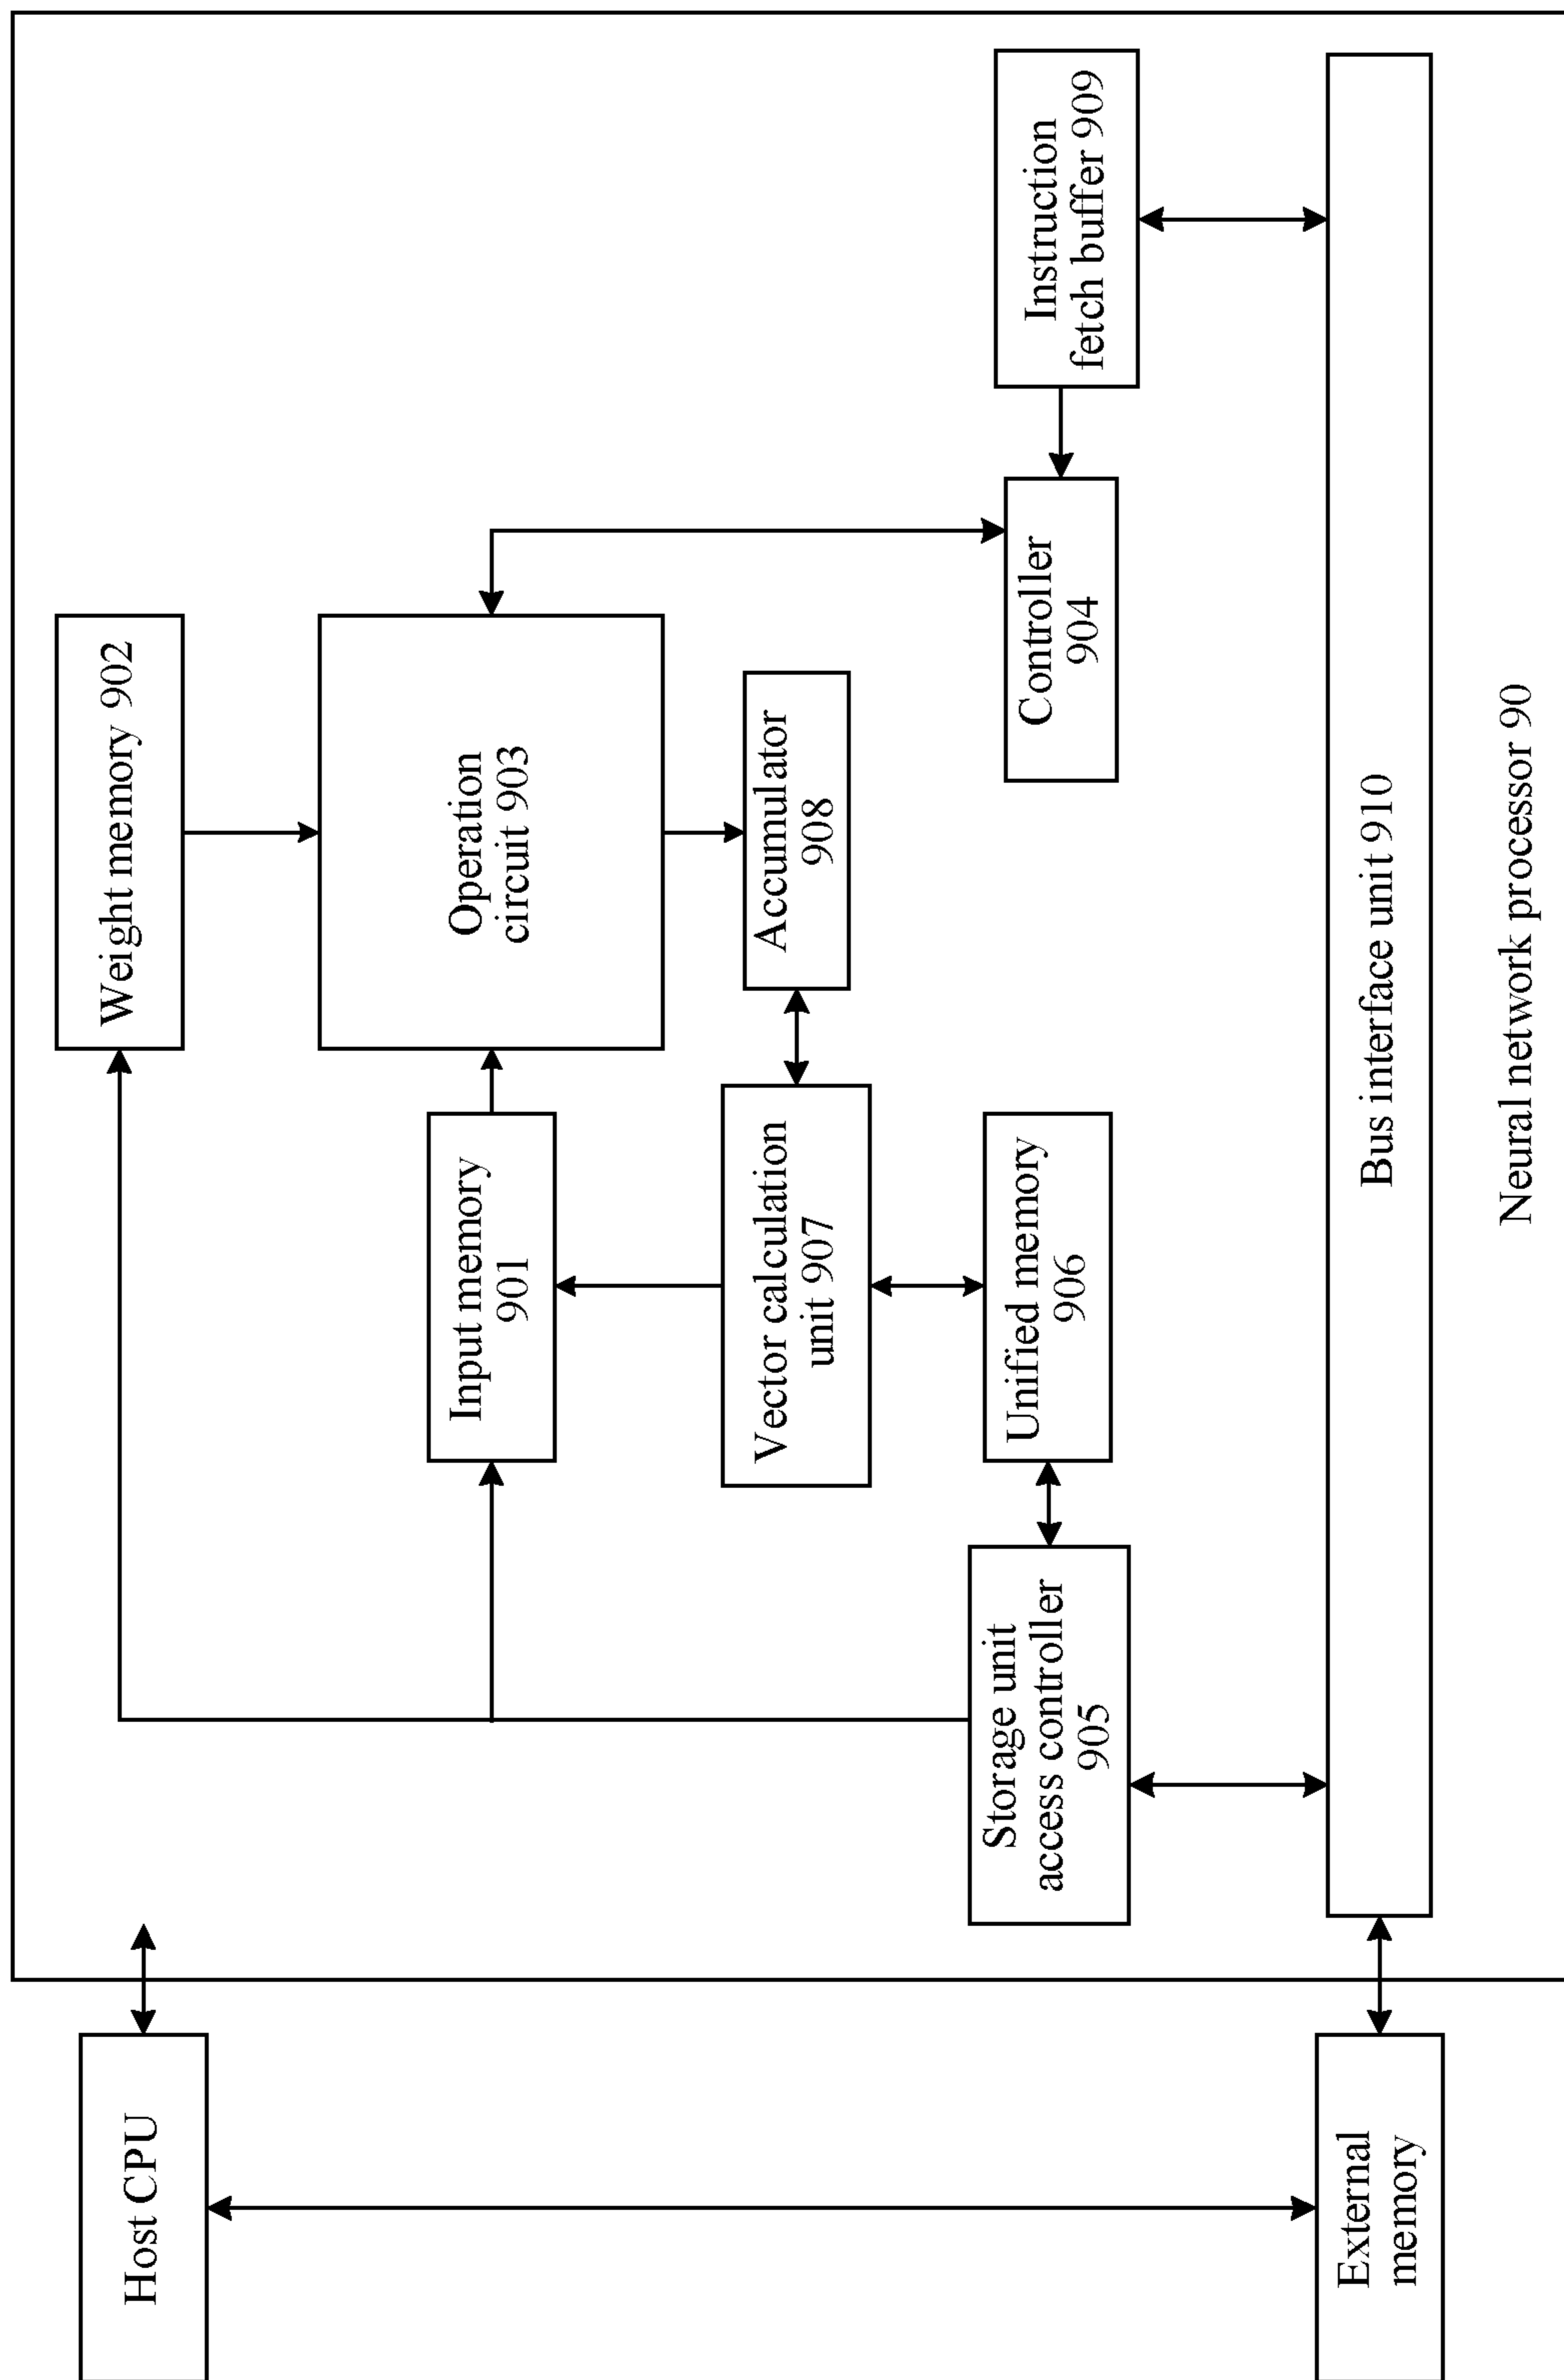 Host CPU
Weight memory 902
Input memory
901
Operation
circuit 903
Vector calculation
unit 907
Accumulator
908
Storage unit
access controller
905
Unified memory
906
Controller
904
Instruction
fetch buffer 909
External
memory
Bus interface unit 910
Neural network processor 90